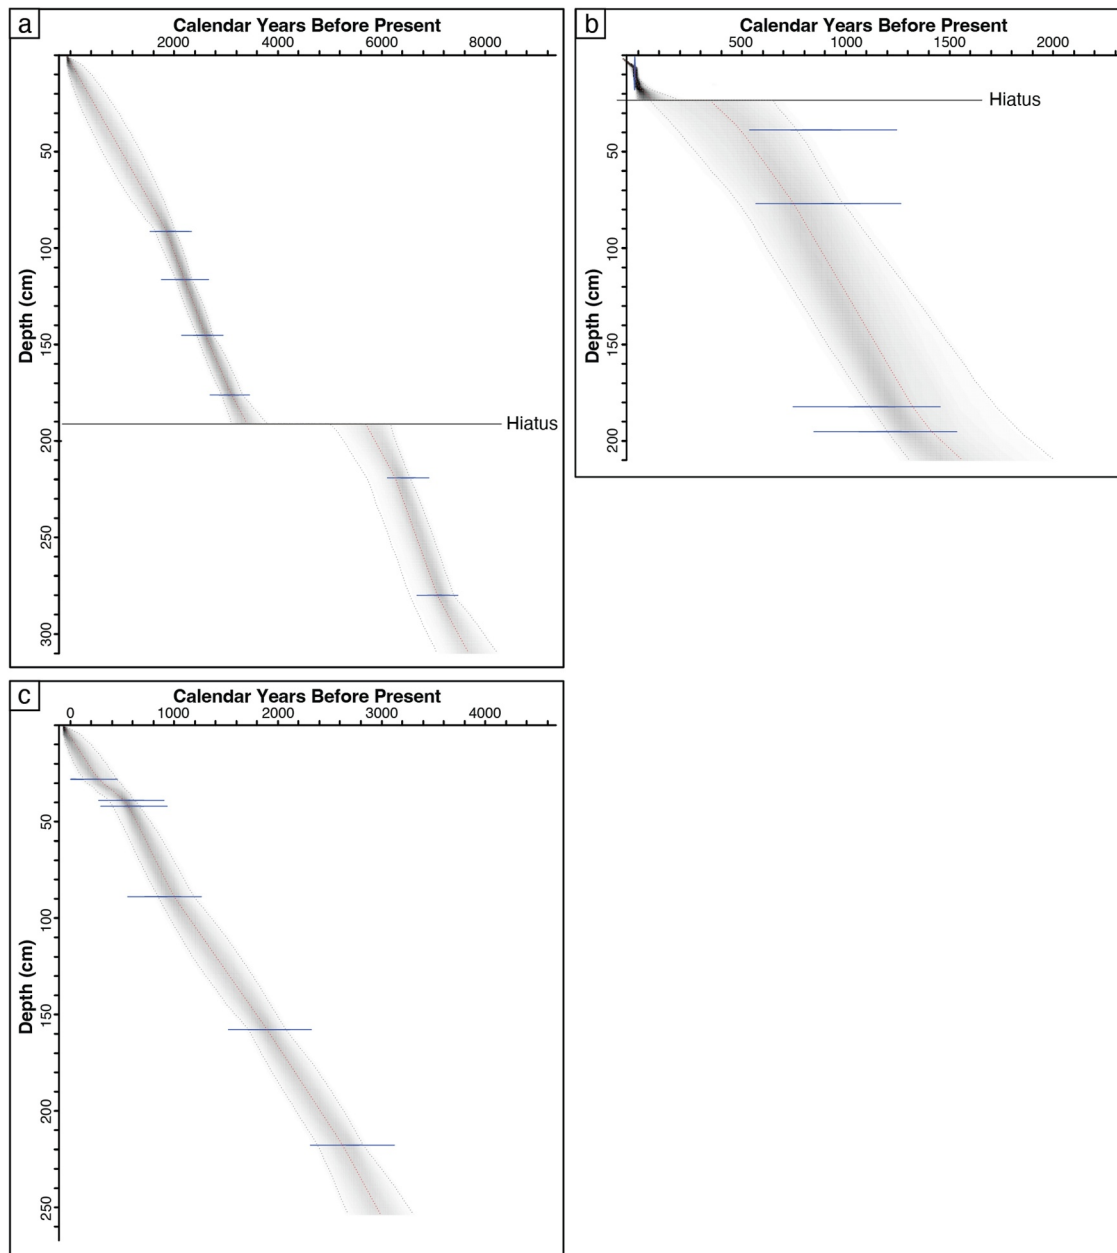 a
Calendar Years Before Present
2000 4000 6000 8000
Depth (cm)
50
100
150
200
250
300
Hiatus
b
Calendar Years Before Present
500 1000 1500 2000
Depth (cm)
50
100
150
200
Hiatus
c
Calendar Years Before Present
0 1000 2000 3000 4000
Depth (cm)
50
100
150
200
250